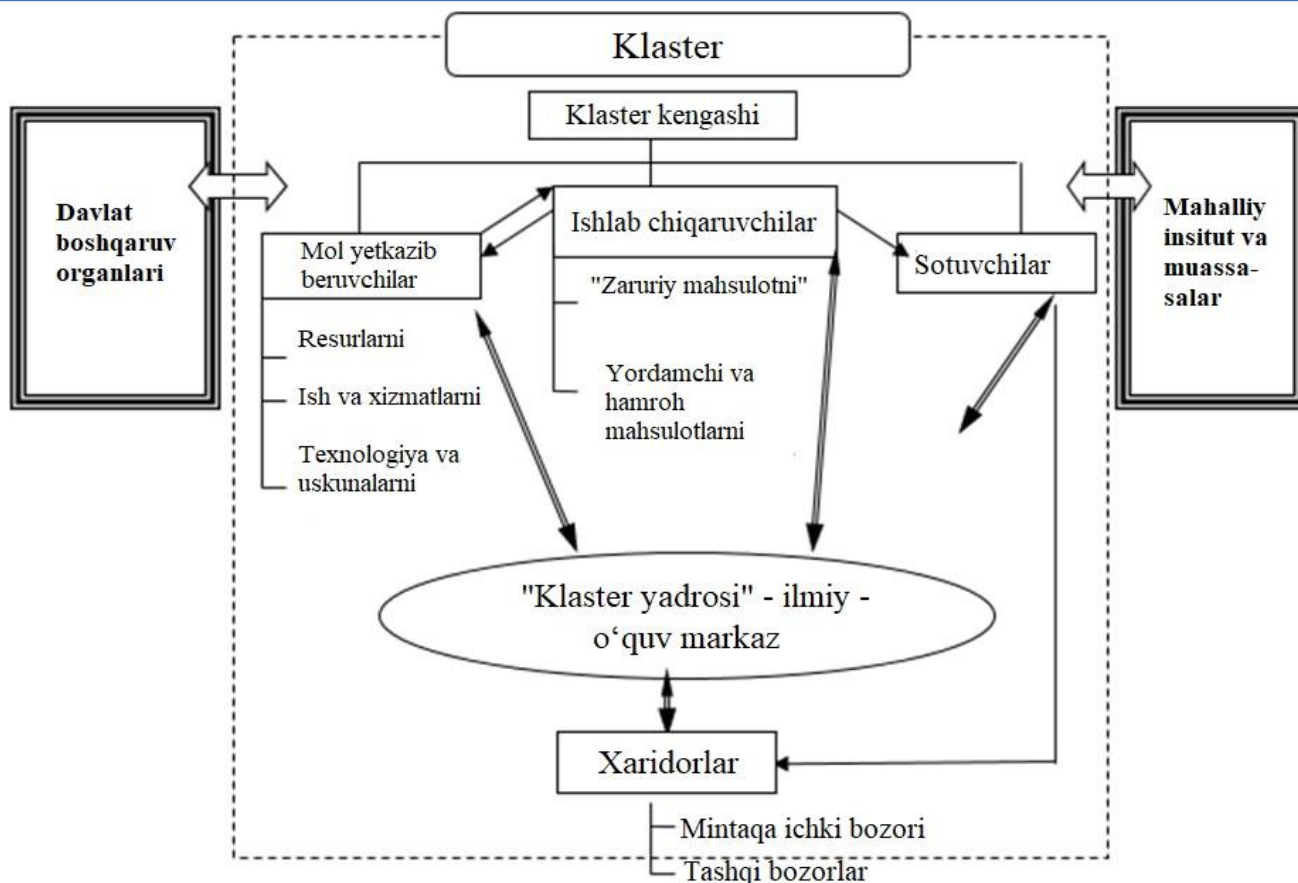 Klaster
Klaster kengashi
Davlat
boshqaruv
organlari
Mol yetkazib
beruvchilar
Resurlarni
Ish va xizmatlarni
Texnologiya va
uskunalarni
Ishlab chiqaruvchilar
"Zaruriy mahsulotni"
Yordamchi va
hamroh
mahsulotlarni
Sotuvchilar
Mahalliy
insitut va
muassa-
salar
"Klaster yadrosi" - ilmiy -
o‘quv markaz
Xaridorlar
Mintaqa ichki bozori
Tashqi bozorlar